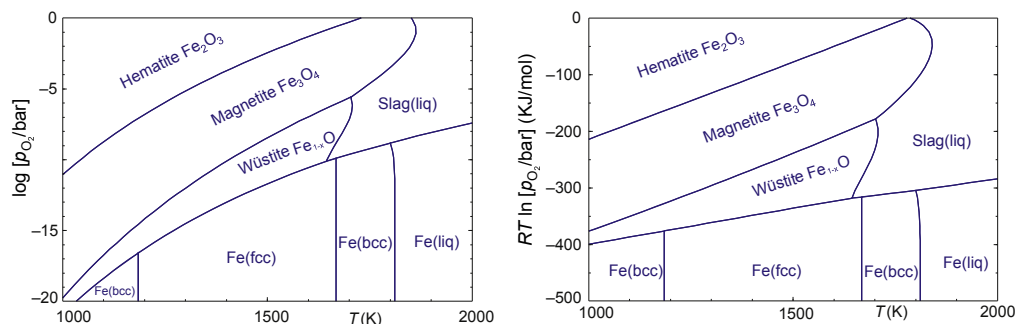 log [pO2/bar]
0
−5
−15
−20
1000
1500
T(K)
2000
Hematite Fe2O3
Magnetite Fe3O4
Wüstite Fe1-xO
Slag(liq)
Fe(bcc)
Fe(fcc)
Fe(bcc)
Fe(liq)
RT ln [pO2/bar] (KJ/mol)
0
−100
−200
−300
−400
−500
1000
1500
T(K)
2000
Hematite Fe2O3
Magnetite Fe3O4
Wüstite Fe1-xO
Slag(liq)
Fe(bcc)
Fe(fcc)
Fe(bcc)
Fe(liq)